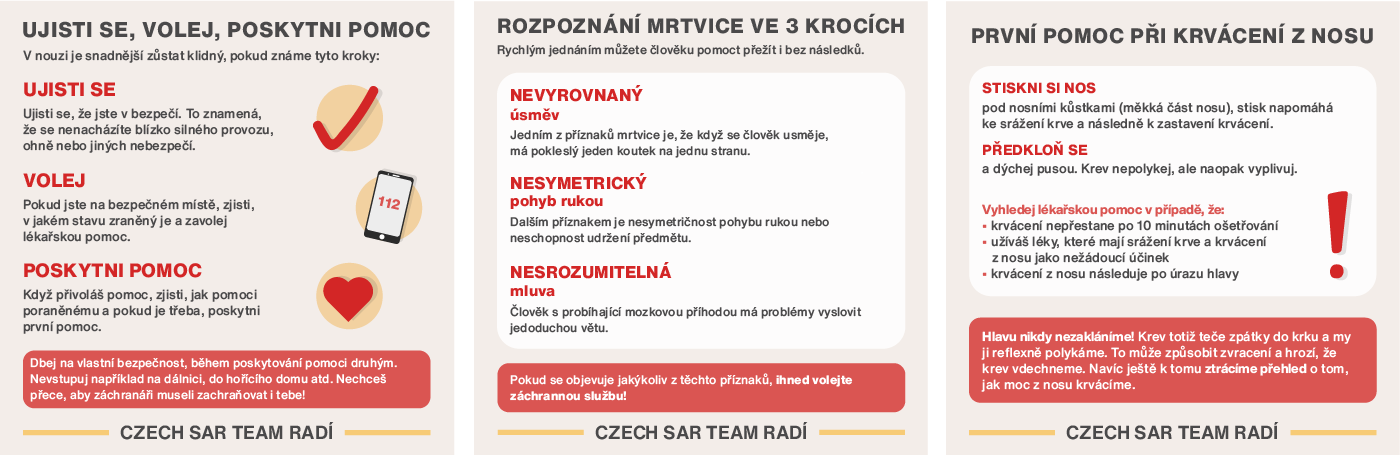 UJISTI SE, VOLEJ, POSKYTNI POMOC
V nouzi je snadnější zůstat klidný, pokud známe tyto kroky:
UJISTI SE
Ujisti se, že jste v bezpečí. To znamená,
že se nenacházíte blízko silného provozu,
ohně nebo jiných nebezpečí.
VOLEJ
Pokud jste na bezpečném místě, zjisti,
v jakém stavu zraněný je a zavolej
lékařskou pomoc.
112
POSKYTNI POMOC
Když přivoláš pomoc, zjisti, jak pomoci
poraněnému a pokud je třeba, poskytni
první pomoc.
Dbej na vlastní bezpečnost, během poskytování pomoci druhým.
Nevstupuj například na dálnici, do hořícího domu atd. Nechceš
přece, aby záchranáři museli zachraňovat i tebe!
CZECH SAR TEAM RADÍ
ROZPOZNÁNÍ MRTVICE VE 3 KROCÍCH
Rychlým jednáním můžete člověku pomoct přežít i bez následků.
NEVYROVNANÝ
úsměv
Jedním z příznaků mrtvice je, že když se člověk usměje,
má pokleslý jeden koutek na jednu stranu.
NESYMETRICKÝ
pohyb rukou
Dalším příznakem je nesymetričnost pohybu rukou nebo
neschopnost udržení předmětu.
NESROZUMITELNÁ
mluva
Člověk s probíhající mozkovou příhodou má problémy vyslovit
jedoduchou větu.
Pokud se objevuje jakýkoliv z těchto příznaků, ihned volejte
záchrannou službu!
CZECH SAR TEAM RADÍ
PRVNÍ POMOC PŘI KRVÁCENÍ Z NOSU
STISKNI SI NOS
pod nosními kůstkami (měkká část nosu), stisk napomáhá
ke srážení krve a následně k zastavení krvácení.
PŘEDKLOŇ SE
a dýchej pusou. Krev nepolykej, ale naopak vyplivuj.
Vyhledej lékařskou pomoc v případě, že:
• krvácení nepřestane po 10 minutách ošetřování
• užíváš léky, které mají srážení krve a krvácení
z nosu jako nežádoucí účinek
• krvácení z nosu následuje po úrazu hlavy
Hlavu nikdy nezakláníme! Krev totiž teče zpátky do krku a my
ji reflexně polykáme. To může způsobit zvracení a hrozí, že
krev vdechneme. Navíc ještě k tomu ztrácíme přehled o tom,
jak moc z nosu krvácíme.
CZECH SAR TEAM RADÍ